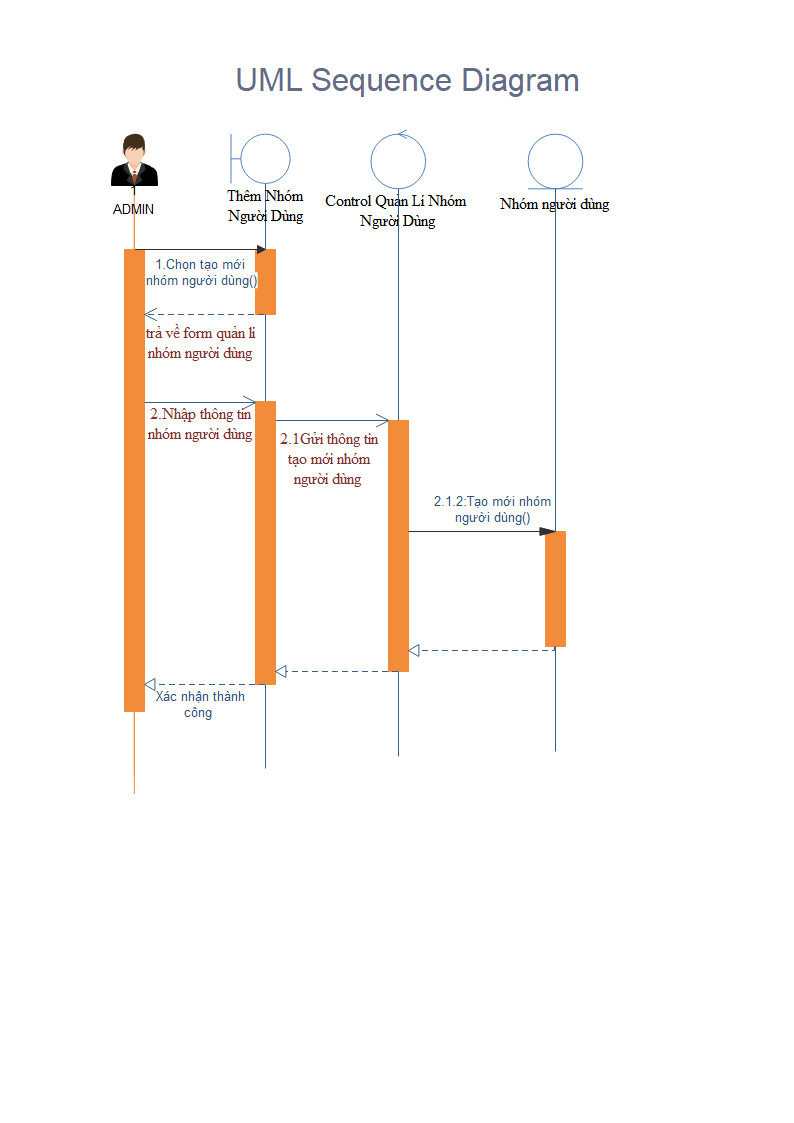 UML Sequence Diagram
ADMIN
Thêm Nhóm
Người Dùng
Control Quản Lí Nhóm
Người Dùng
Nhóm người dùng
1.Chọn tạo mới
nhóm người dùng()
trả về form quản lí
nhóm người dùng
2.Nhập thông tin
nhóm người dùng
2.1Gửi thông tin
tạo mới nhóm
người dùng
2.1.2:Tạo mới nhóm
người dùng()
Xác nhận thành
công